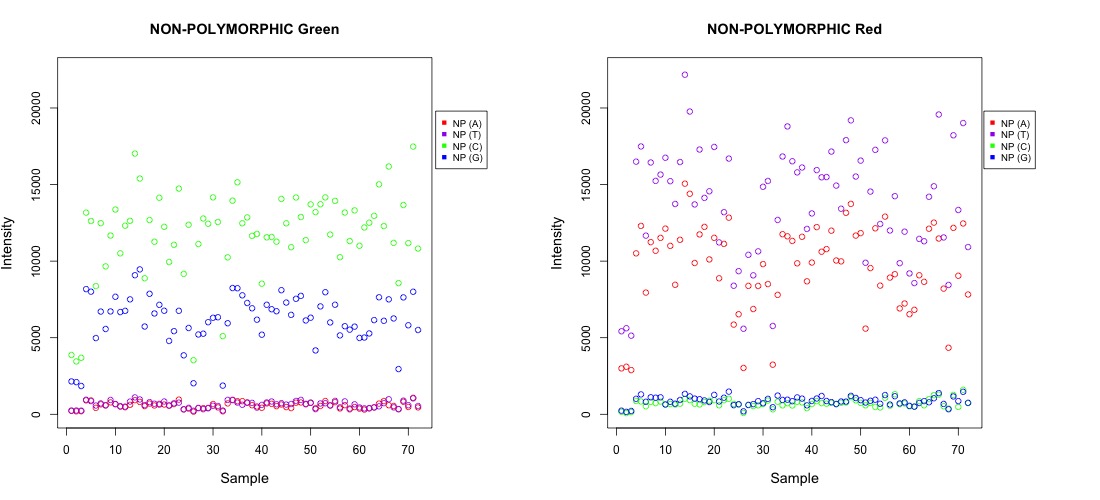 NON-POLYMORPHIC Green
Intensity
20000
15000
10000
5000
0
0 10 20 30 40 50 60 70
Sample
NP (A)
NP (T)
NP (C)
NP (G)
NON-POLYMORPHIC Red
Intensity
20000
15000
10000
5000
0
0 10 20 30 40 50 60 70
Sample
NP (A)
NP (T)
NP (C)
NP (G)